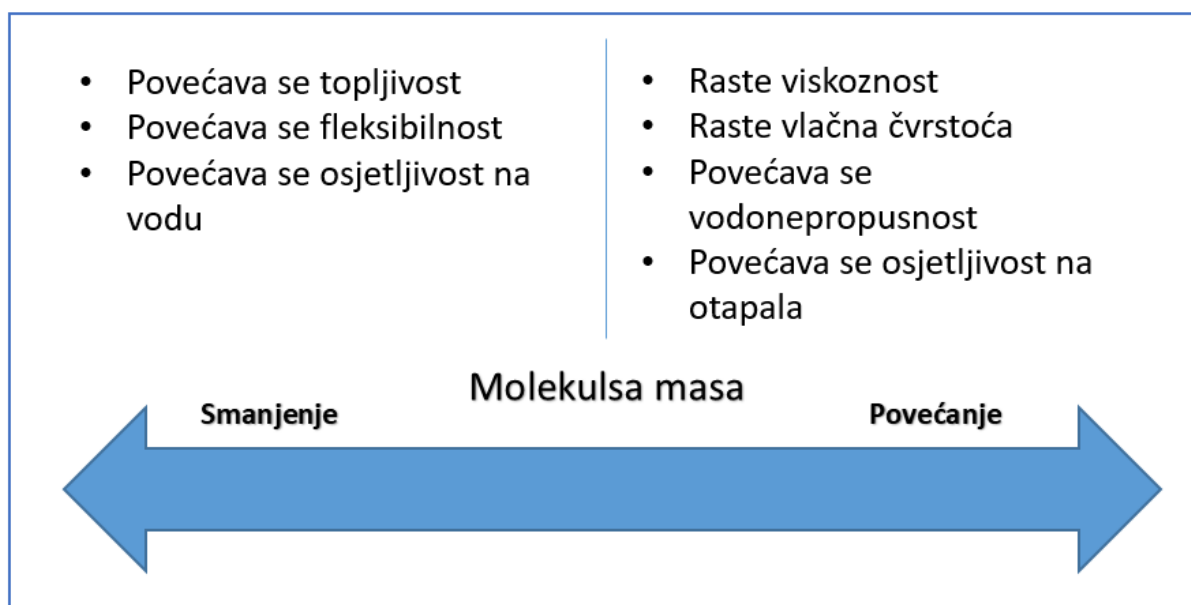 • Povećava se topljivost
• Povećava se fleksibilnost
• Povećava se osjetljivost na
vodu
• Raste viskoznost
• Raste vlačna čvrstoća
• Povećava se
vodonepropusnost
• Povećava se osjetljivost na
otapala
Molekulsa masa
Smanjenje
Povećanje